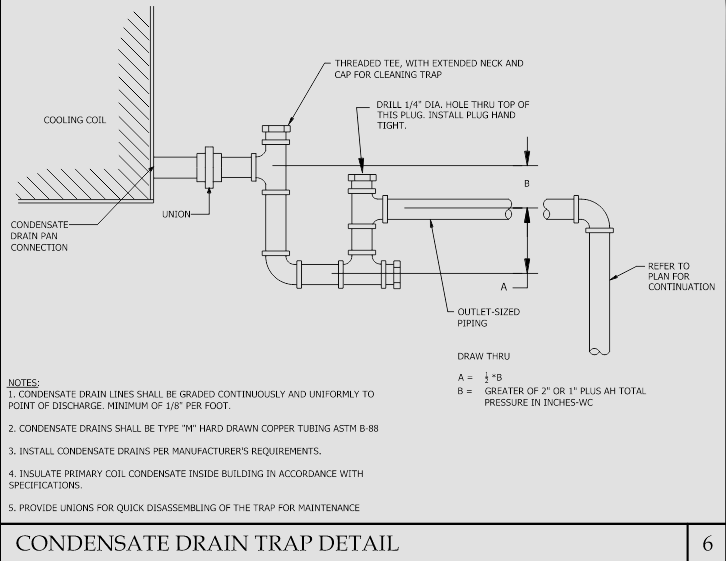 THREADED TEE, WITH EXTENDED NECK AND
CAP FOR CLEANING TRAP
DRILL 1/4" DIA. HOLE THRU TOP OF
THIS PLUG. INSTALL PLUG HAND
TIGHT.
COOLING COIL
B
UNION
CONDENSATE
DRAIN PAN
CONNECTION
REFER TO
PLAN FOR
CONTINUATION
A
OUTLET-SIZED
PIPING
DRAW THRU
A = ½ *B
B = GREATER OF 2" OR 1" PLUS AH TOTAL
PRESSURE IN INCHES-WC
NOTES:
1. CONDENSATE DRAIN LINES SHALL BE GRADED CONTINUOUSLY AND UNIFORMLY TO
POINT OF DISCHARGE. MINIMUM OF 1/8" PER FOOT.
2. CONDENSATE DRAINS SHALL BE TYPE "M" HARD DRAWN COPPER TUBING ASTM B-88
3. INSTALL CONDENSATE DRAINS PER MANUFACTURER'S REQUIREMENTS.
4. INSULATE PRIMARY COIL CONDENSATE INSIDE BUILDING IN ACCORDANCE WITH
SPECIFICATIONS.
5. PROVIDE UNIONS FOR QUICK DISASSEMBLING OF THE TRAP FOR MAINTENANCE
CONDENSATE DRAIN TRAP DETAIL
6